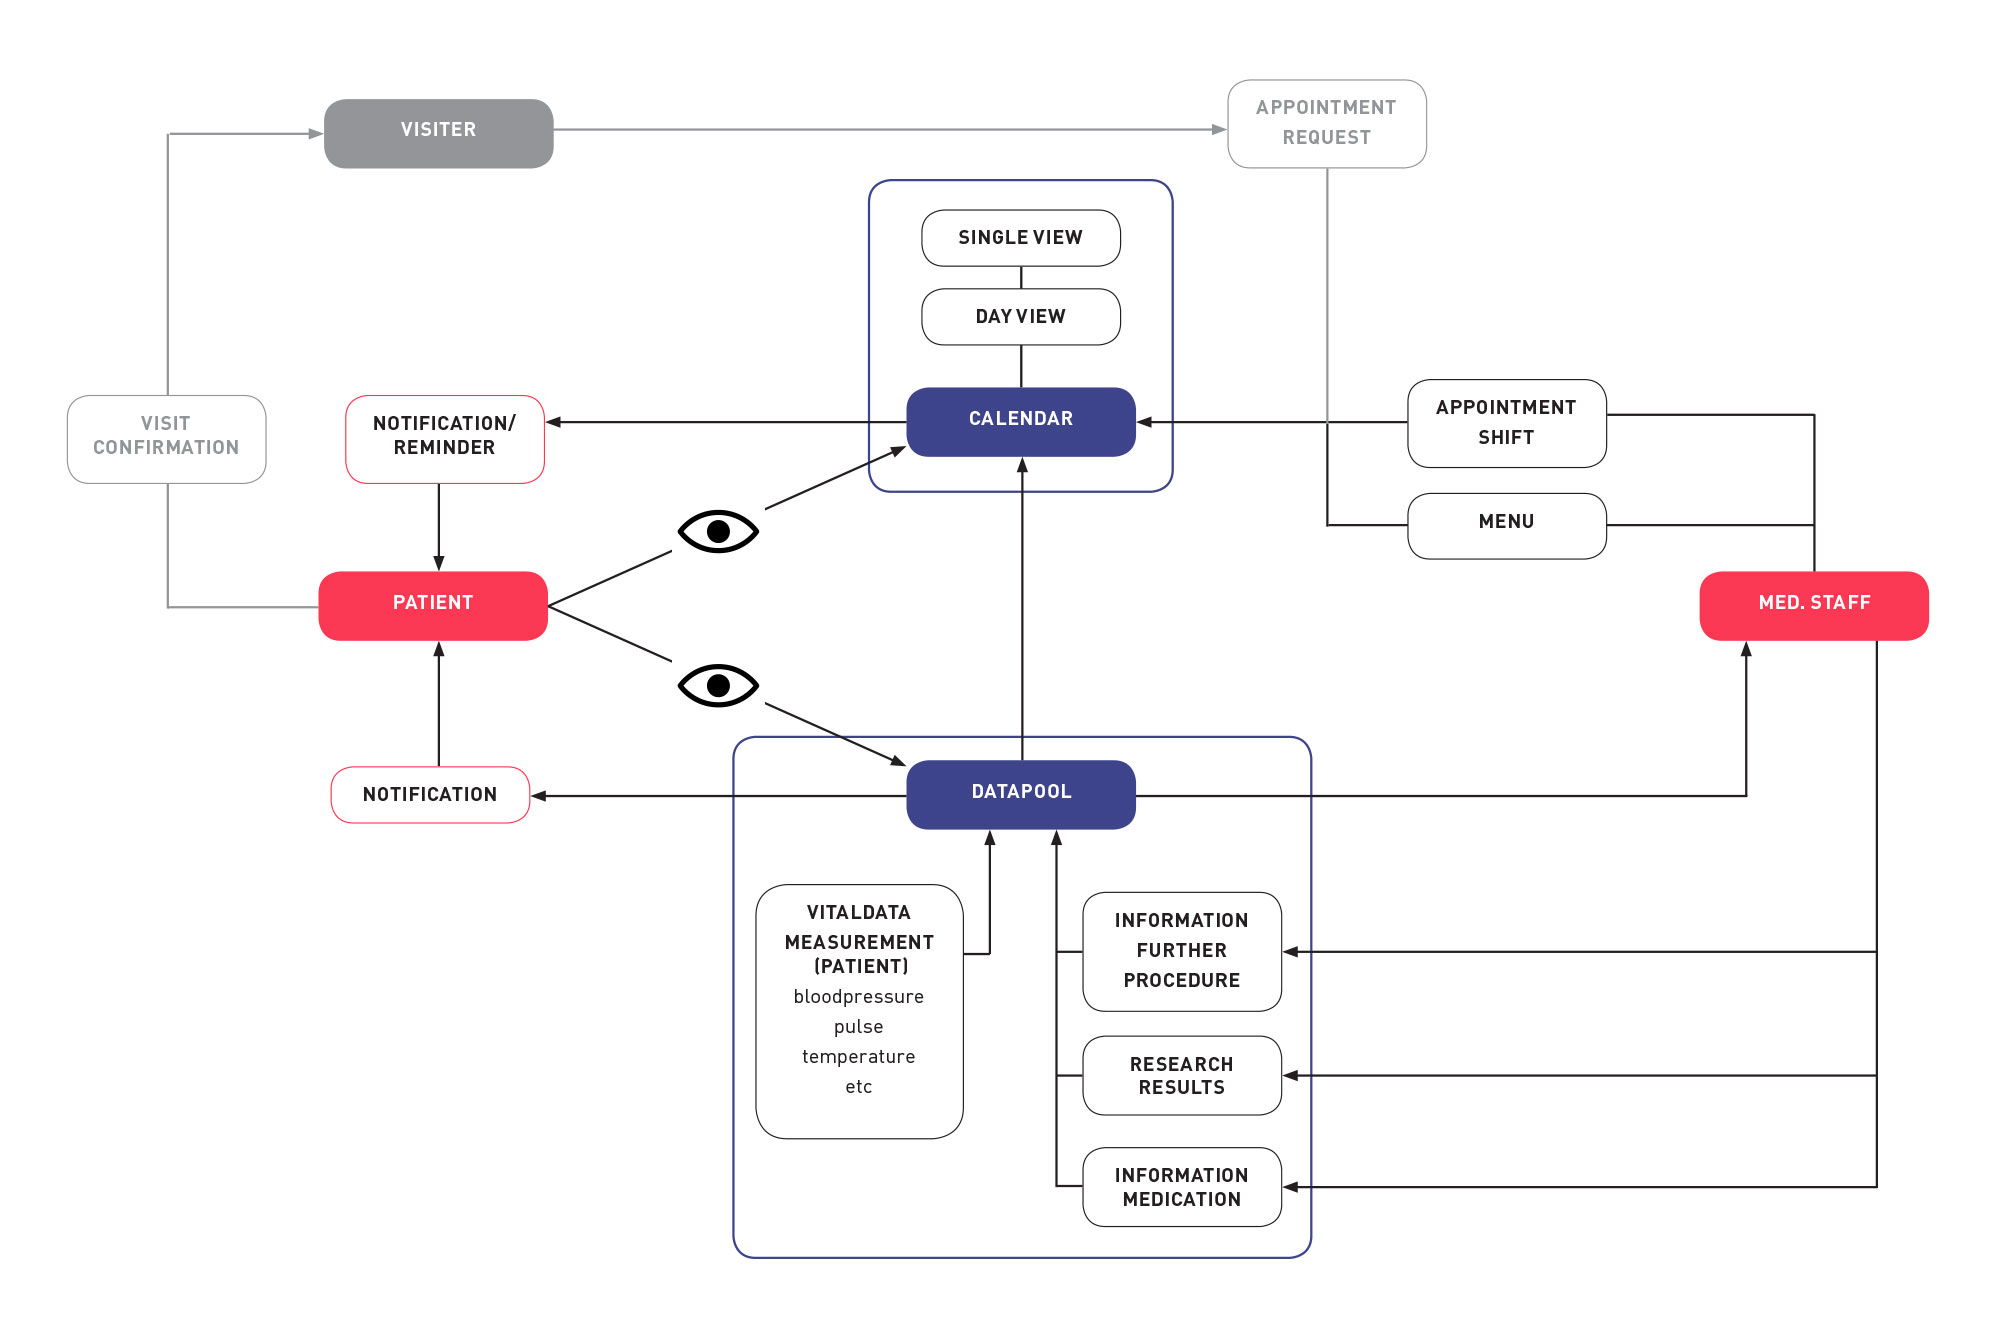 VISITER
APPOINTMENT
REQUEST
SINGLE VIEW
DAY VIEW
CALENDAR
VISIT
CONFIRMATION
NOTIFICATION/
REMINDER
APPOINTMENT
SHIFT
MENU
PATIENT
MED. STAFF
NOTIFICATION
DATAPOOL
VITALDATA
MEASUREMENT
(PATIENT)
bloodpressure
pulse
temperature
etc
INFORMATION
FURTHER
PROCEDURE
RESEARCH
RESULTS
INFORMATION
MEDICATION